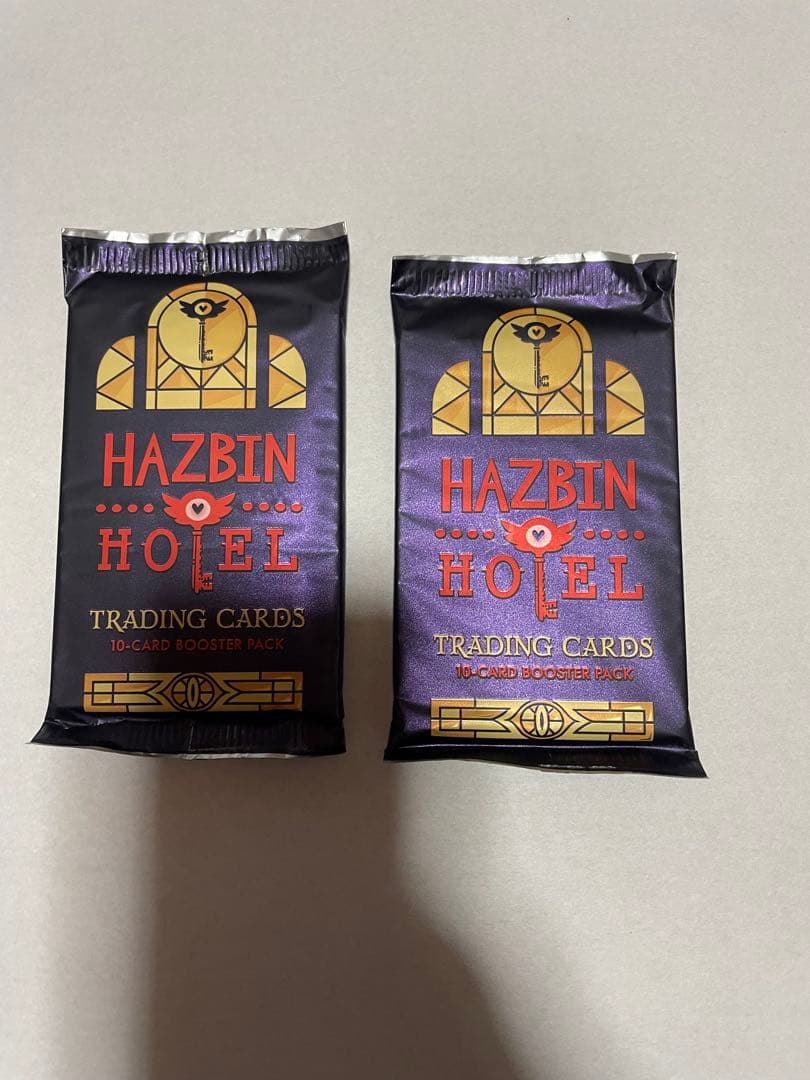 HAZBIN
HOTEL
TRADING CARDS
10-CARD BOOSTER PACK
HAZBIN
HOTEL
TRADING CARDS
10-CARD BOOSTER PACK